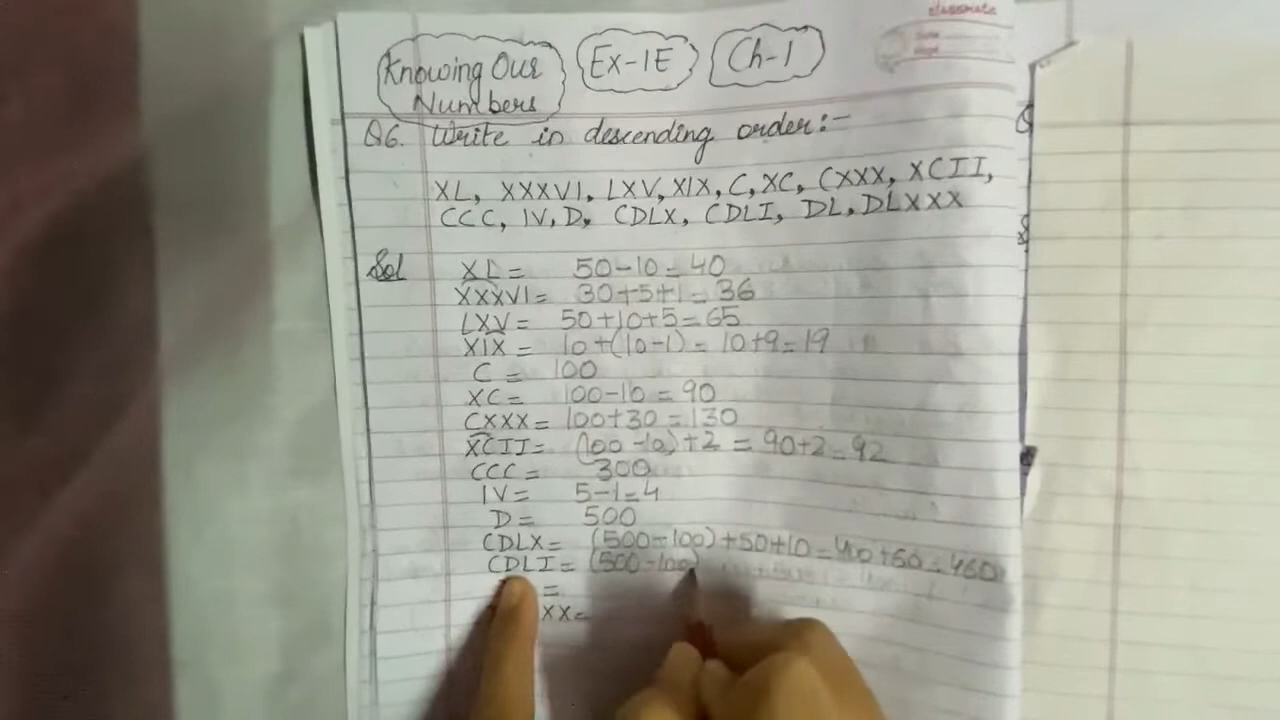 classmate
Knowing Our
Numbers
Ex-1E
Ch-1
Q6. Write in descending order:-
XL, XXXVI, LXV, XIX, C, XC, CXXX, XCII,
CCC, IV, D, CDLX, CDLI, DL, DLXXX
Sol
XL = 50-10=40
XXXVI = 30+5+1=36
LXV = 50+10+5=65
XIX = 10+(10-1)=10+9=19
C = 100
XC = 100-10=90
CXXX = 100+30=130
XCII = (100-10)+2 = 90+2=92
CCC = 300
IV = 5-1=4
D = 500
CDLX = (500-100)+50+10=400+60=460
CDLI = (500-100)
=
XX=